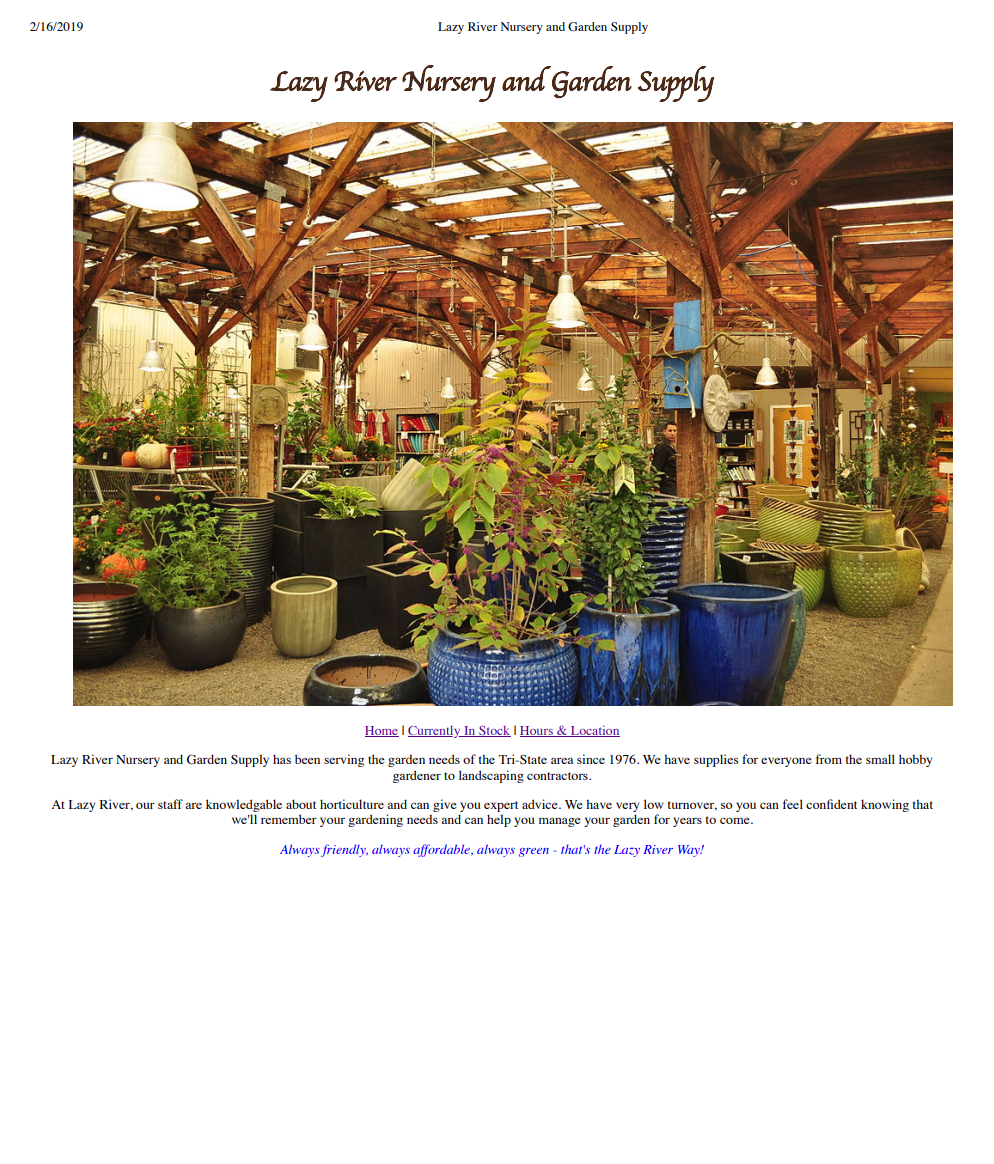 2/16/2019 Lazy River Nursery and Garden Supply
Lazy River Nursery and Garden Supply
Home | Currently In Stock | Hours & Location
Lazy River Nursery and Garden Supply has been serving the garden needs of the Tri-State area since 1976. We have supplies for everyone from the small hobby
gardener to landscaping contractors.
At Lazy River, our staff are knowledgable about horticulture and can give you expert advice. We have very low turnover, so you can feel confident knowing that
we'll remember your gardening needs and can help you manage your garden for years to come.
Always friendly, always affordable, always green - that's the Lazy River Way!